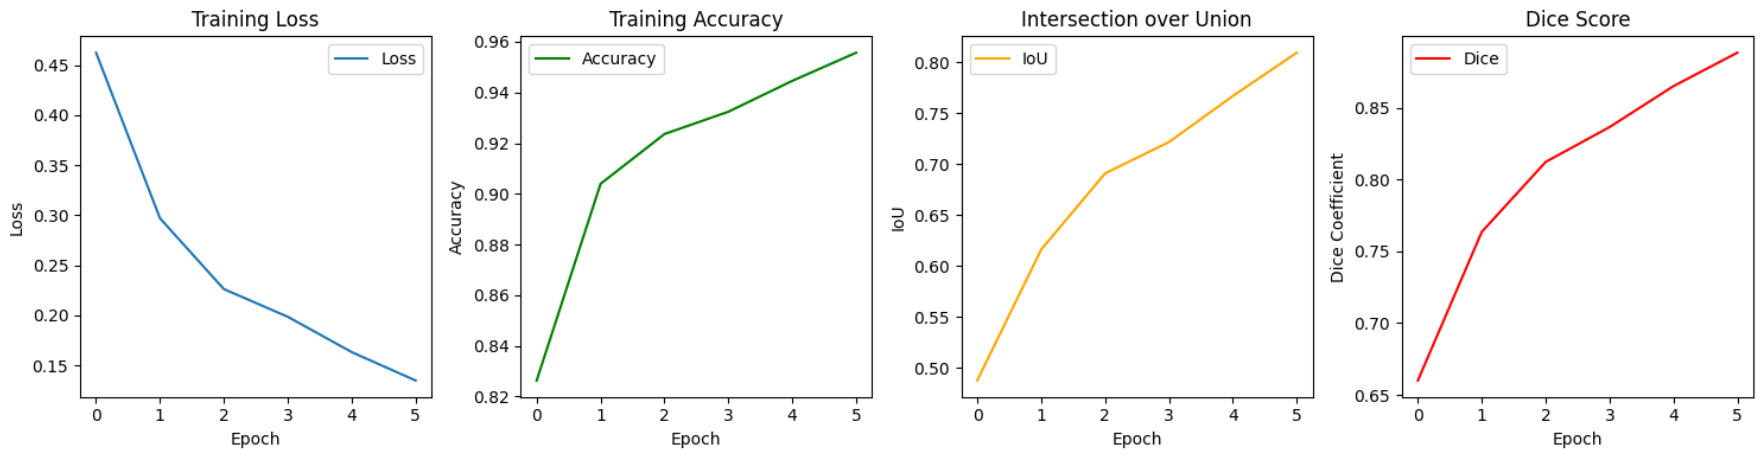 Training Loss
Loss
0.45
0.40
0.35
0.30
0.25
0.20
0.15
Loss
0 1 2 3 4 5
Epoch
Training Accuracy
Accuracy
0.96
0.94
0.92
0.90
0.88
0.86
0.84
0.82
Accuracy
0 1 2 3 4 5
Epoch
Intersection over Union
IoU
0.80
0.75
0.70
0.65
0.60
0.55
0.50
IoU
0 1 2 3 4 5
Epoch
Dice Score
Dice
0.85
0.80
0.75
0.70
0.65
Dice Coefficient
0 1 2 3 4 5
Epoch